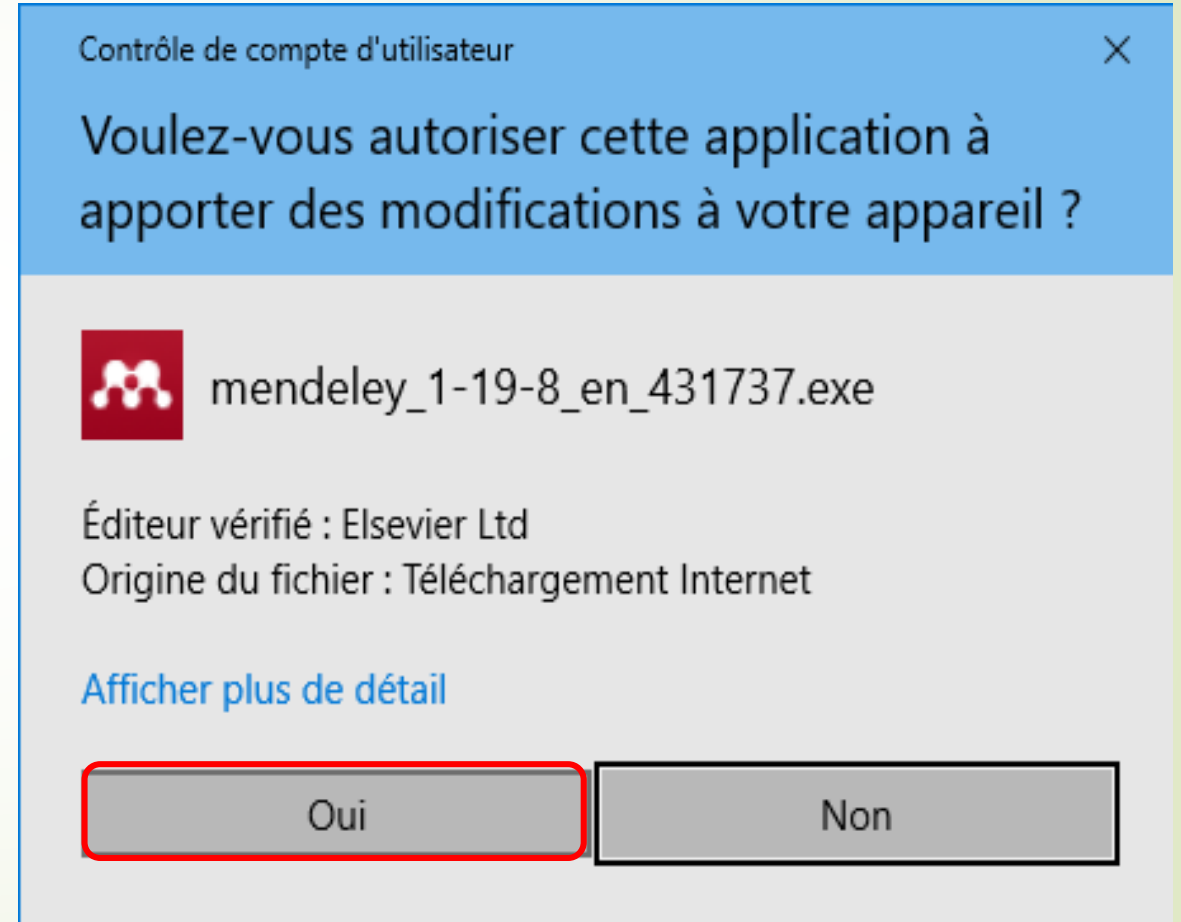 Contrôle de compte d'utilisateur
Voulez-vous autoriser cette application à
apporter des modifications à votre appareil ?
mendeley_1-19-8_en_431737.exe
Éditeur vérifié : Elsevier Ltd
Origine du fichier : Téléchargement Internet
Afficher plus de détail
Oui
Non